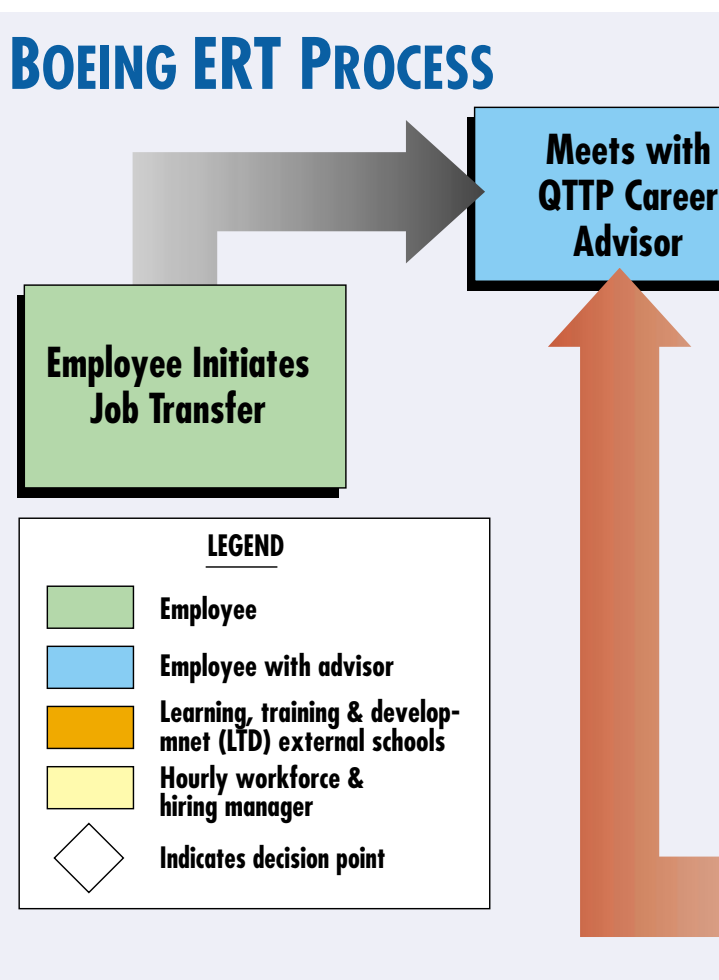 BOEING ERT PROCESS
Meets with
QTTP Career
Advisor
Employee Initiates
Job Transfer
LEGEND
Employee
Employee with advisor
Learning, training & develop-
mnet (LTD) external schools
Hourly workforce &
hiring manager
Indicates decision point